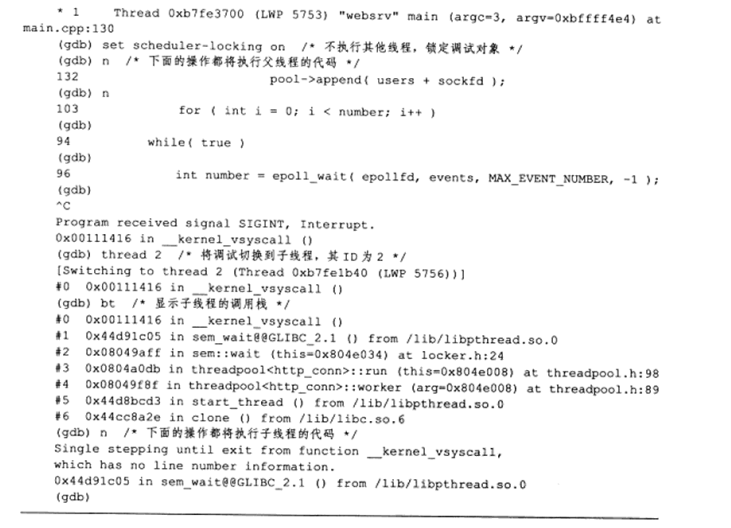 * 1    Thread 0xb7fe3700 (LWP 5753) "websrv" main (argc=3, argv=0xbffff4e4) at
main.cpp:130
(gdb) set scheduler-locking on  /* 不执行其他线程，锁定调试对象 */
(gdb) n  /* 下面的操作都将执行父线程的代码 */
132                         pool->append( users + sockfd );
(gdb) n
103             for ( int i = 0; i < number; i++ )
(gdb)
94          while( true )
(gdb)
96              int number = epoll_wait( epollfd, events, MAX_EVENT_NUMBER, -1 );
(gdb)
^C
Program received signal SIGINT, Interrupt.
0x00111416 in __kernel_vsyscall ()
(gdb) thread 2  /* 将调试切换到子线程，其 ID 为 2 */
[Switching to thread 2 (Thread 0xb7fe1b40 (LWP 5756))]
#0  0x00111416 in __kernel_vsyscall ()
(gdb) bt  /* 显示子线程的调用栈 */
#0  0x00111416 in __kernel_vsyscall ()
#1  0x44d91c05 in sem_wait@@GLIBC_2.1 () from /lib/libpthread.so.0
#2  0x08049aff in sem::wait (this=0x804e034) at locker.h:24
#3  0x0804a0db in threadpool<http_conn>::run (this=0x804e008) at threadpool.h:98
#4  0x08049f8f in threadpool<http_conn>::worker (arg=0x804e008) at threadpool.h:89
#5  0x44d8bcd3 in start_thread () from /lib/libpthread.so.0
#6  0x44cc8a2e in clone () from /lib/libc.so.6
(gdb) n  /* 下面的操作都将执行子线程的代码 */
Single stepping until exit from function __kernel_vsyscall,
which has no line number information.
0x44d91c05 in sem_wait@@GLIBC_2.1 () from /lib/libpthread.so.0
(gdb)